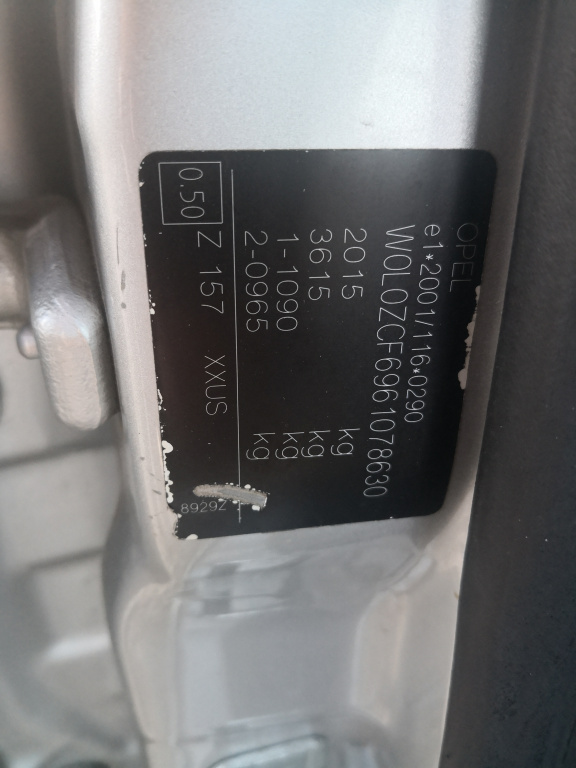 OPEL
e1*2001/116*0290
W0L0ZCF6961078630
2015 kg
3615 kg
1-1090 kg
2-0965 kg
0.50 Z 157 XXUS
8929Z